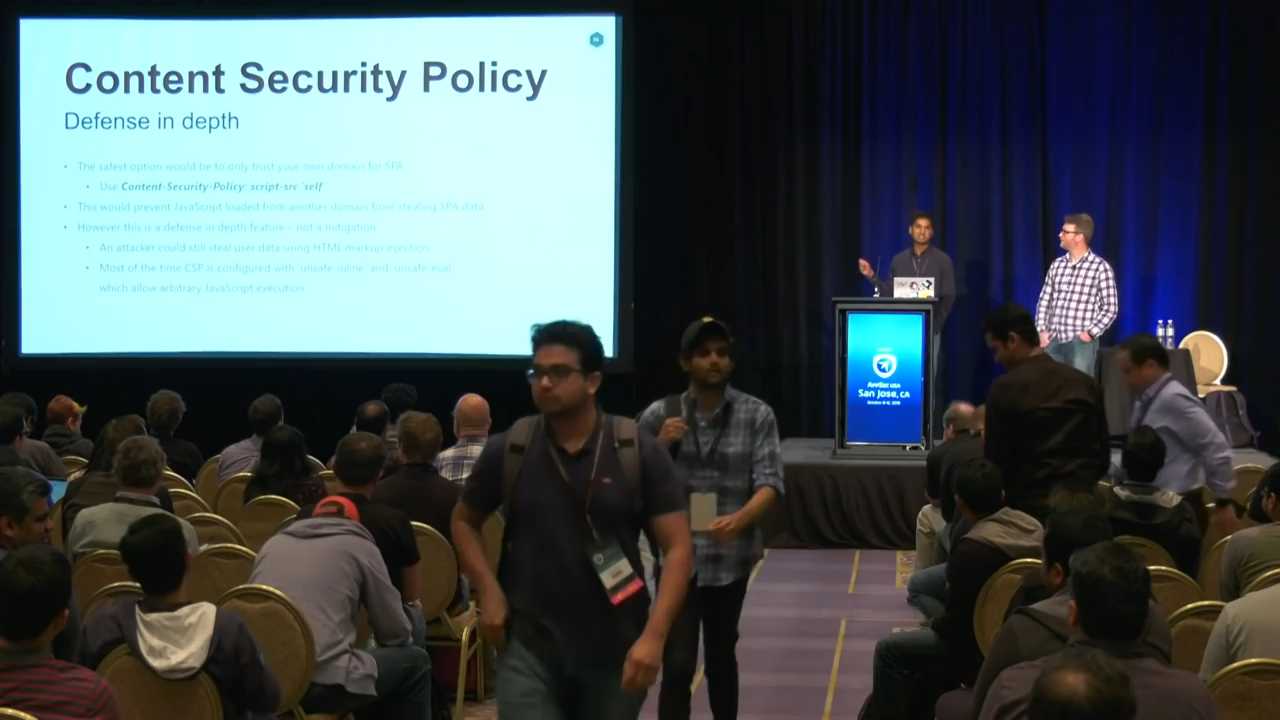 Content Security Policy
Defense in depth
• The safest option would be to only trust your own domain for SPA
• Use Content-Security-Policy: script-src 'self'
• This would prevent JavaScript loaded from another domain from stealing SPA data
• However this is a defense in depth feature – not a mitigation
• An attacker could still steal user data using HTML markup injection
• Most of the time CSP is configured with 'unsafe-inline' and 'unsafe-eval'
which allow arbitrary JavaScript execution
AppSec USA
San Jose, CA